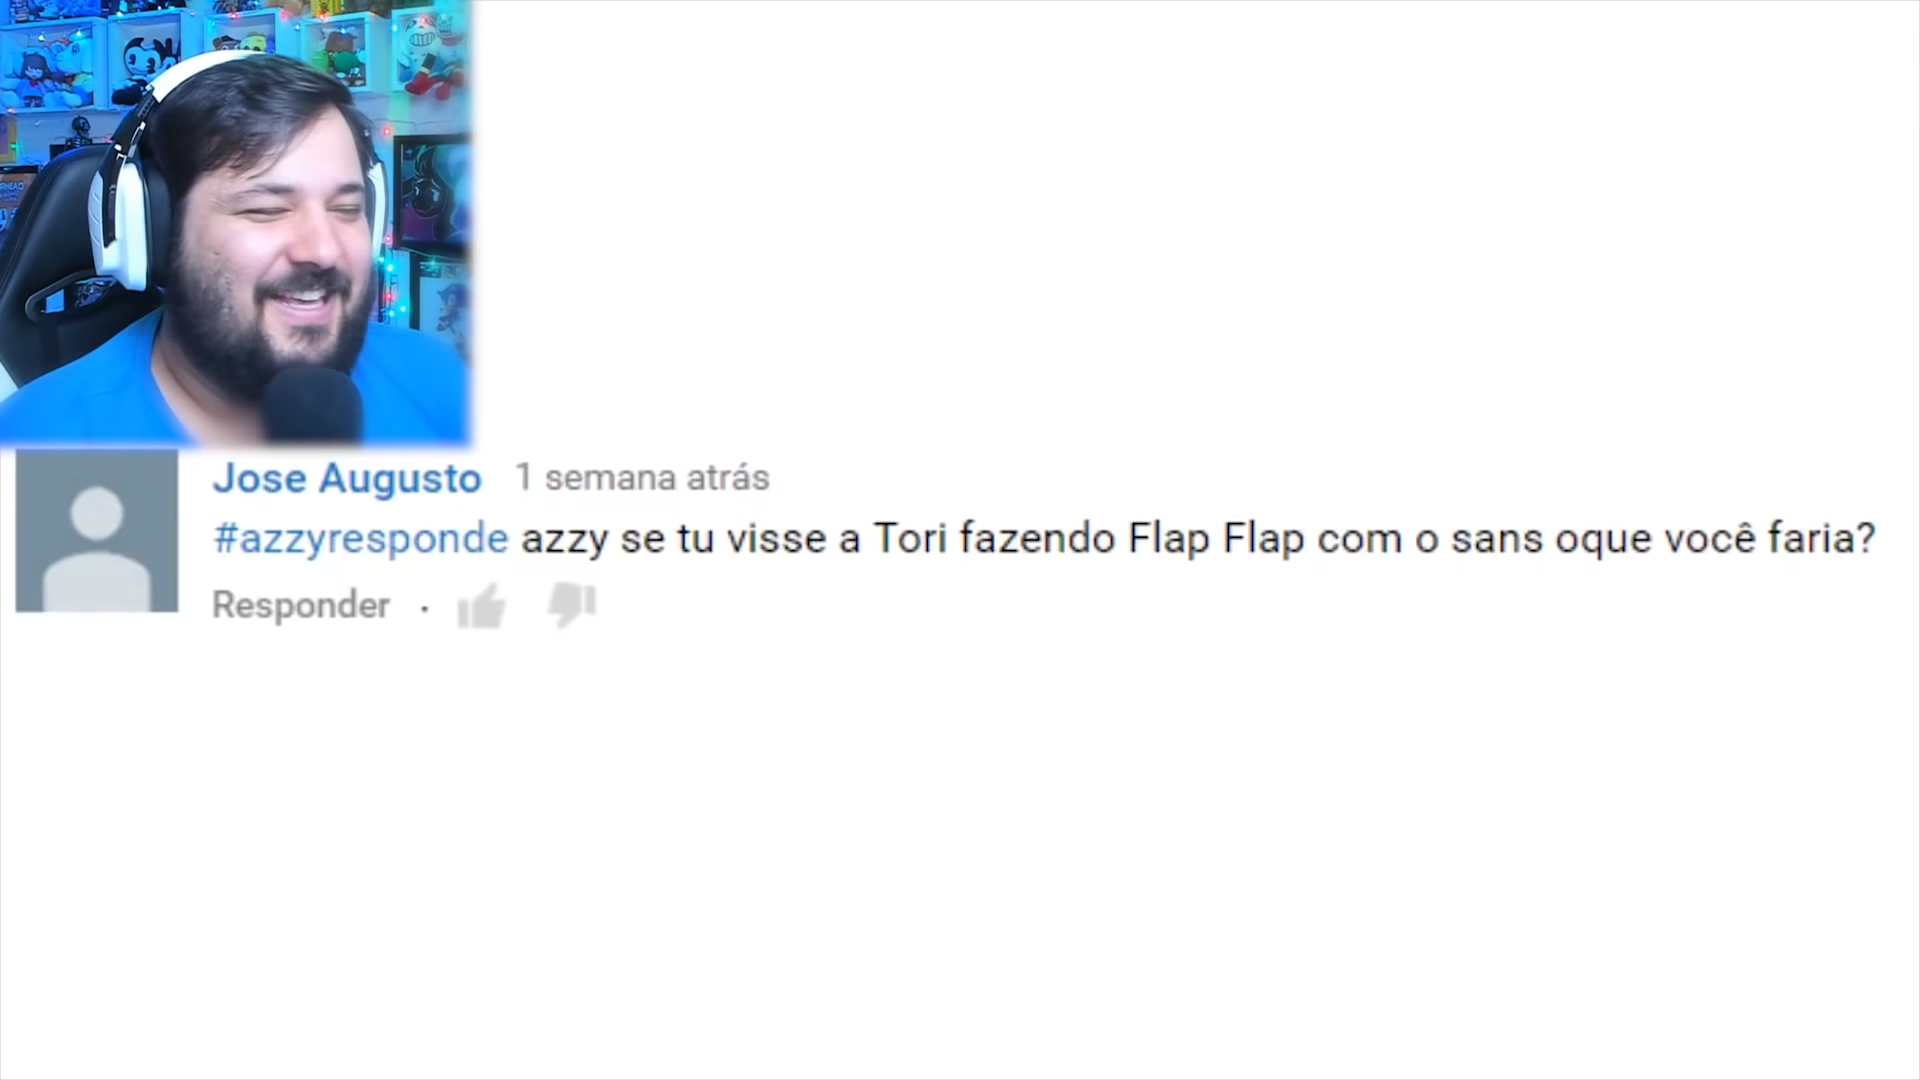 Jose Augusto 1 semana atrás
#azzyresponde azzy se tu visse a Tori fazendo Flap Flap com o sans oque você faria?
Responder ·